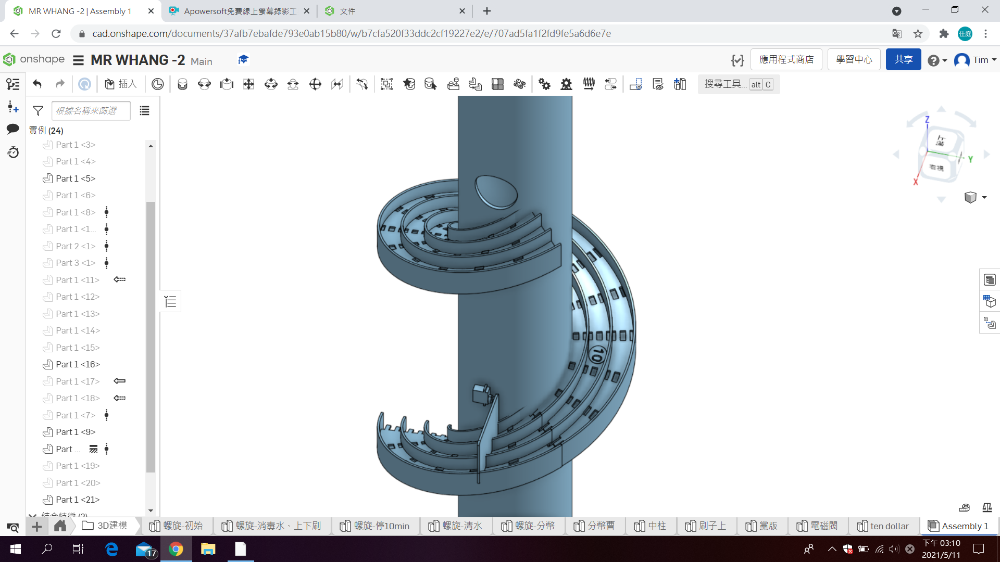 MR WHANG -2 | Assembly 1
Apowersoft免費線上螢幕錄影工
文件
cad.onshape.com/documents/37afb7ebafde793e0ab15b80/w/b7cfa520f33ddc2cf19227e2/e/707ad5fa1f2fd9fe5a6d6e7e
仕庭
onshape
MR WHANG -2 Main
應用程式商店
學習中心
共享
Tim
插入
搜尋工具... alt C
根據名稱來篩選
實例 (24)
Part 1 <3>
Part 1 <4>
Part 1 <5>
Part 1 <6>
Part 1 <8>
Part 1 <1...
Part 2 <1>
Part 3 <1>
Part 1 <11>
Part 1 <12>
Part 1 <13>
Part 1 <14>
Part 1 <15>
Part 1 <16>
Part 1 <17>
Part 1 <18>
Part 1 <7>
Part 1 <9>
Part ...
Part 1 <19>
Part 1 <20>
Part 1 <21>
結合特徵 (2)
Z
Y
X
右視
10
3D建模
螺旋-初始
螺旋-消毒水、上下刷
螺旋-停10min
螺旋-清水
螺旋-分幣
分幣曹
中柱
刷子上
黨版
電磁閥
ten dollar
Assembly 1
17
下午 03:10
2021/5/11